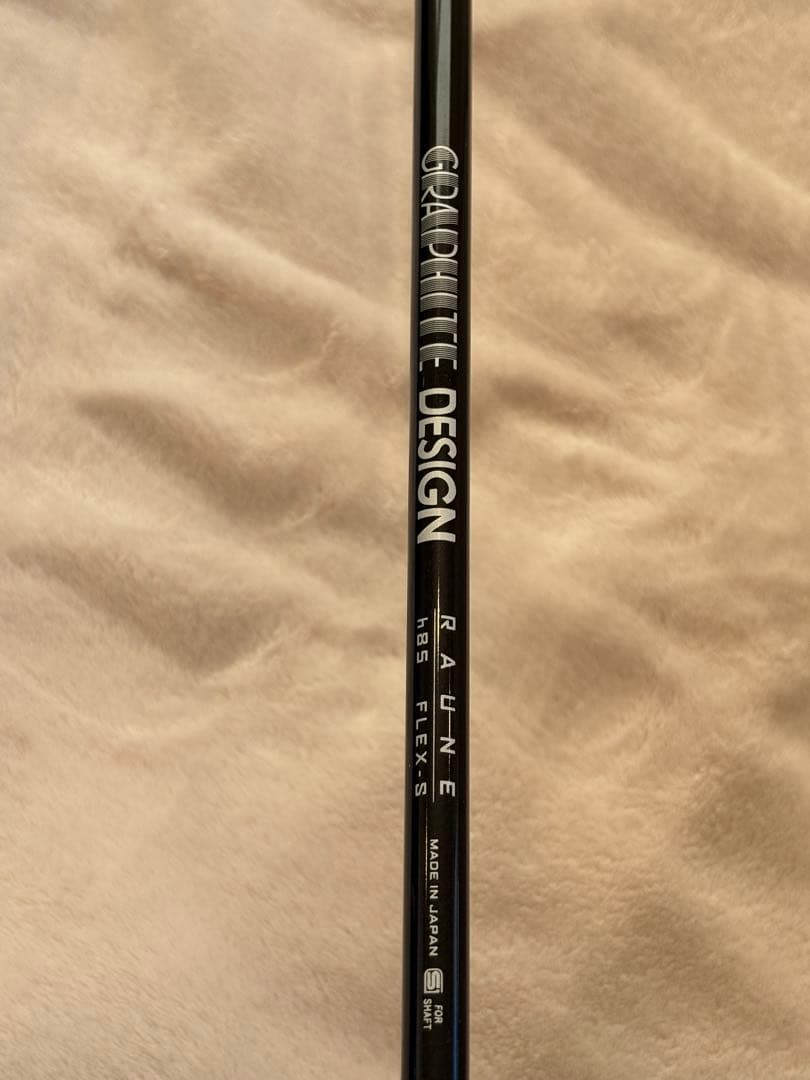 GRAPHITE DESIGN
RAUNE
h85 FLEX-S
MADE IN JAPAN
S FOR
SHAFT